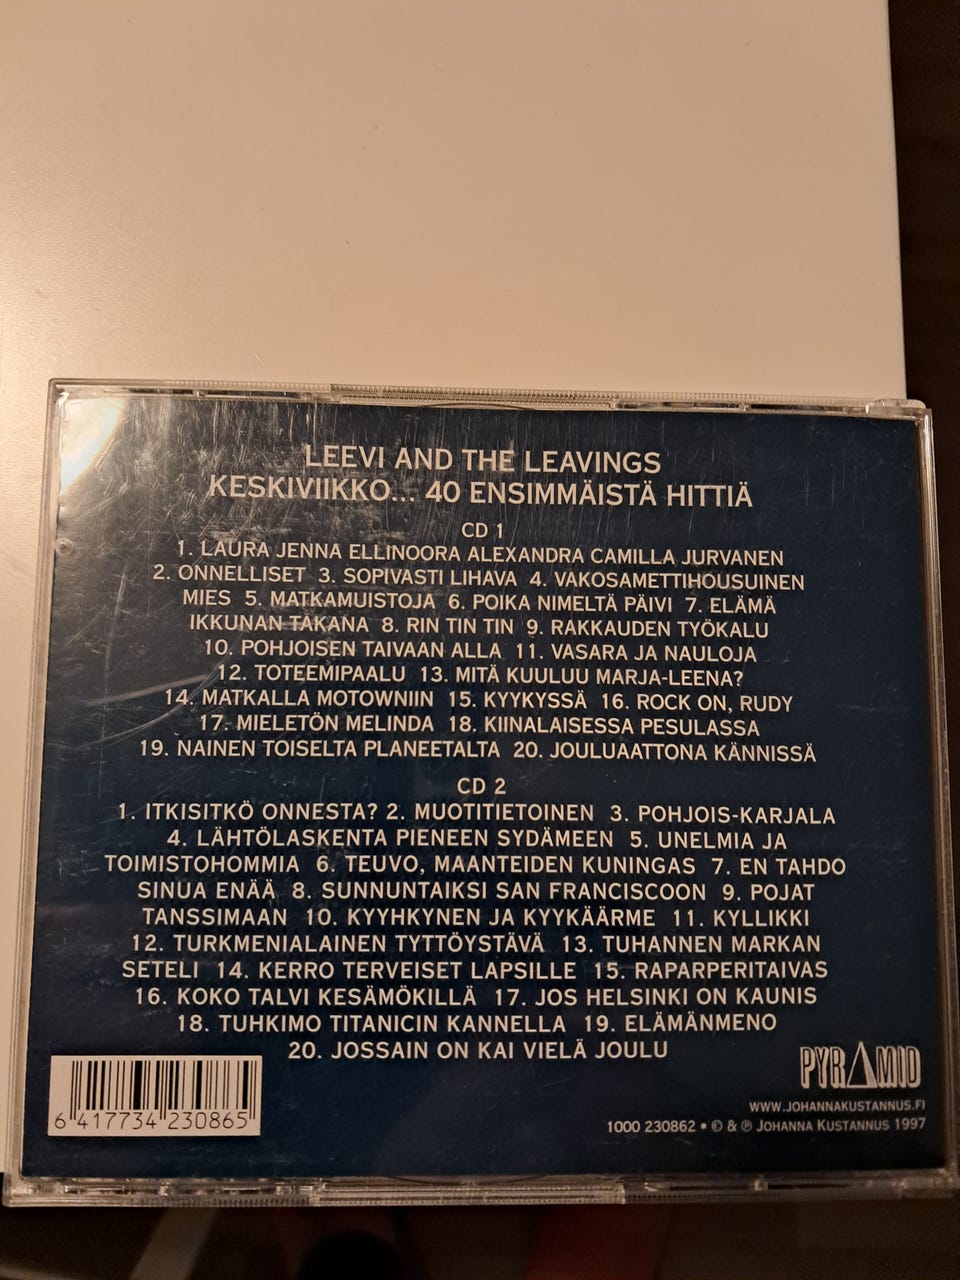 LEEVI AND THE LEAVINGS
KESKIVIIKKO... 40 ENSIMMÄISTÄ HITTIÄ
CD 1
1. LAURA JENNA ELLINOORA ALEXANDRA CAMILLA JURVANEN
2. ONNELLISET 3. SOPIVASTI LIHAVA 4. VAKOSAMETTIHOUSUINEN
MIES 5. MATKAMUISTOJA 6. POIKA NIMELTÄ PÄIVI 7. ELÄMÄ
IKKUNAN TAKANA 8. RIN TIN TIN 9. RAKKAUDEN TYÖKALU
10. POHJOISEN TAIVAAN ALLA 11. VASARA JA NAULOJA
12. TOTEEMIPAALU 13. MITÄ KUULUU MARJA-LEENA?
14. MATKALLA MOTOWNIIN 15. KYYKYSSÄ 16. ROCK ON, RUDY
17. MIELETÖN MELINDA 18. KIINALAISESSA PESULASSA
19. NAINEN TOISELTA PLANEETALTA 20. JOULUAATTONA KÄNNISSÄ
CD 2
1. ITKISITKÖ ONNESTA? 2. MUOTITIETOINEN 3. POHJOIS-KARJALA
4. LÄHTÖLASKENTA PIENEEN SYDÄMEEN 5. UNELMIA JA
TOIMISTOHOMMIA 6. TEUVO, MAANTEIDEN KUNINGAS 7. EN TAHDO
SINUA ENÄÄ 8. SUNNUNTAIKSI SAN FRANCISCOON 9. POJAT
TANSSIMAAN 10. KYYHKYNEN JA KYYKÄÄRME 11. KYLLIKKI
12. TURKMENIALAINEN TYTTÖYSTÄVÄ 13. TUHANNEN MARKAN
SETELI 14. KERRO TERVEISET LAPSILLE 15. RAPARPERITAIVAS
16. KOKO TALVI KESÄMÖKILLÄ 17. JOS HELSINKI ON KAUNIS
18. TUHKIMO TITANICIN KANNELLA 19. ELÄMÄNMENO
20. JOSSAIN ON KAI VIELÄ JOULU
PYRAMID
WWW.JOHANNAKUSTANNUS.FI
1000 230862 • © & ℗ JOHANNA KUSTANNUS 1997
6 417734 230865